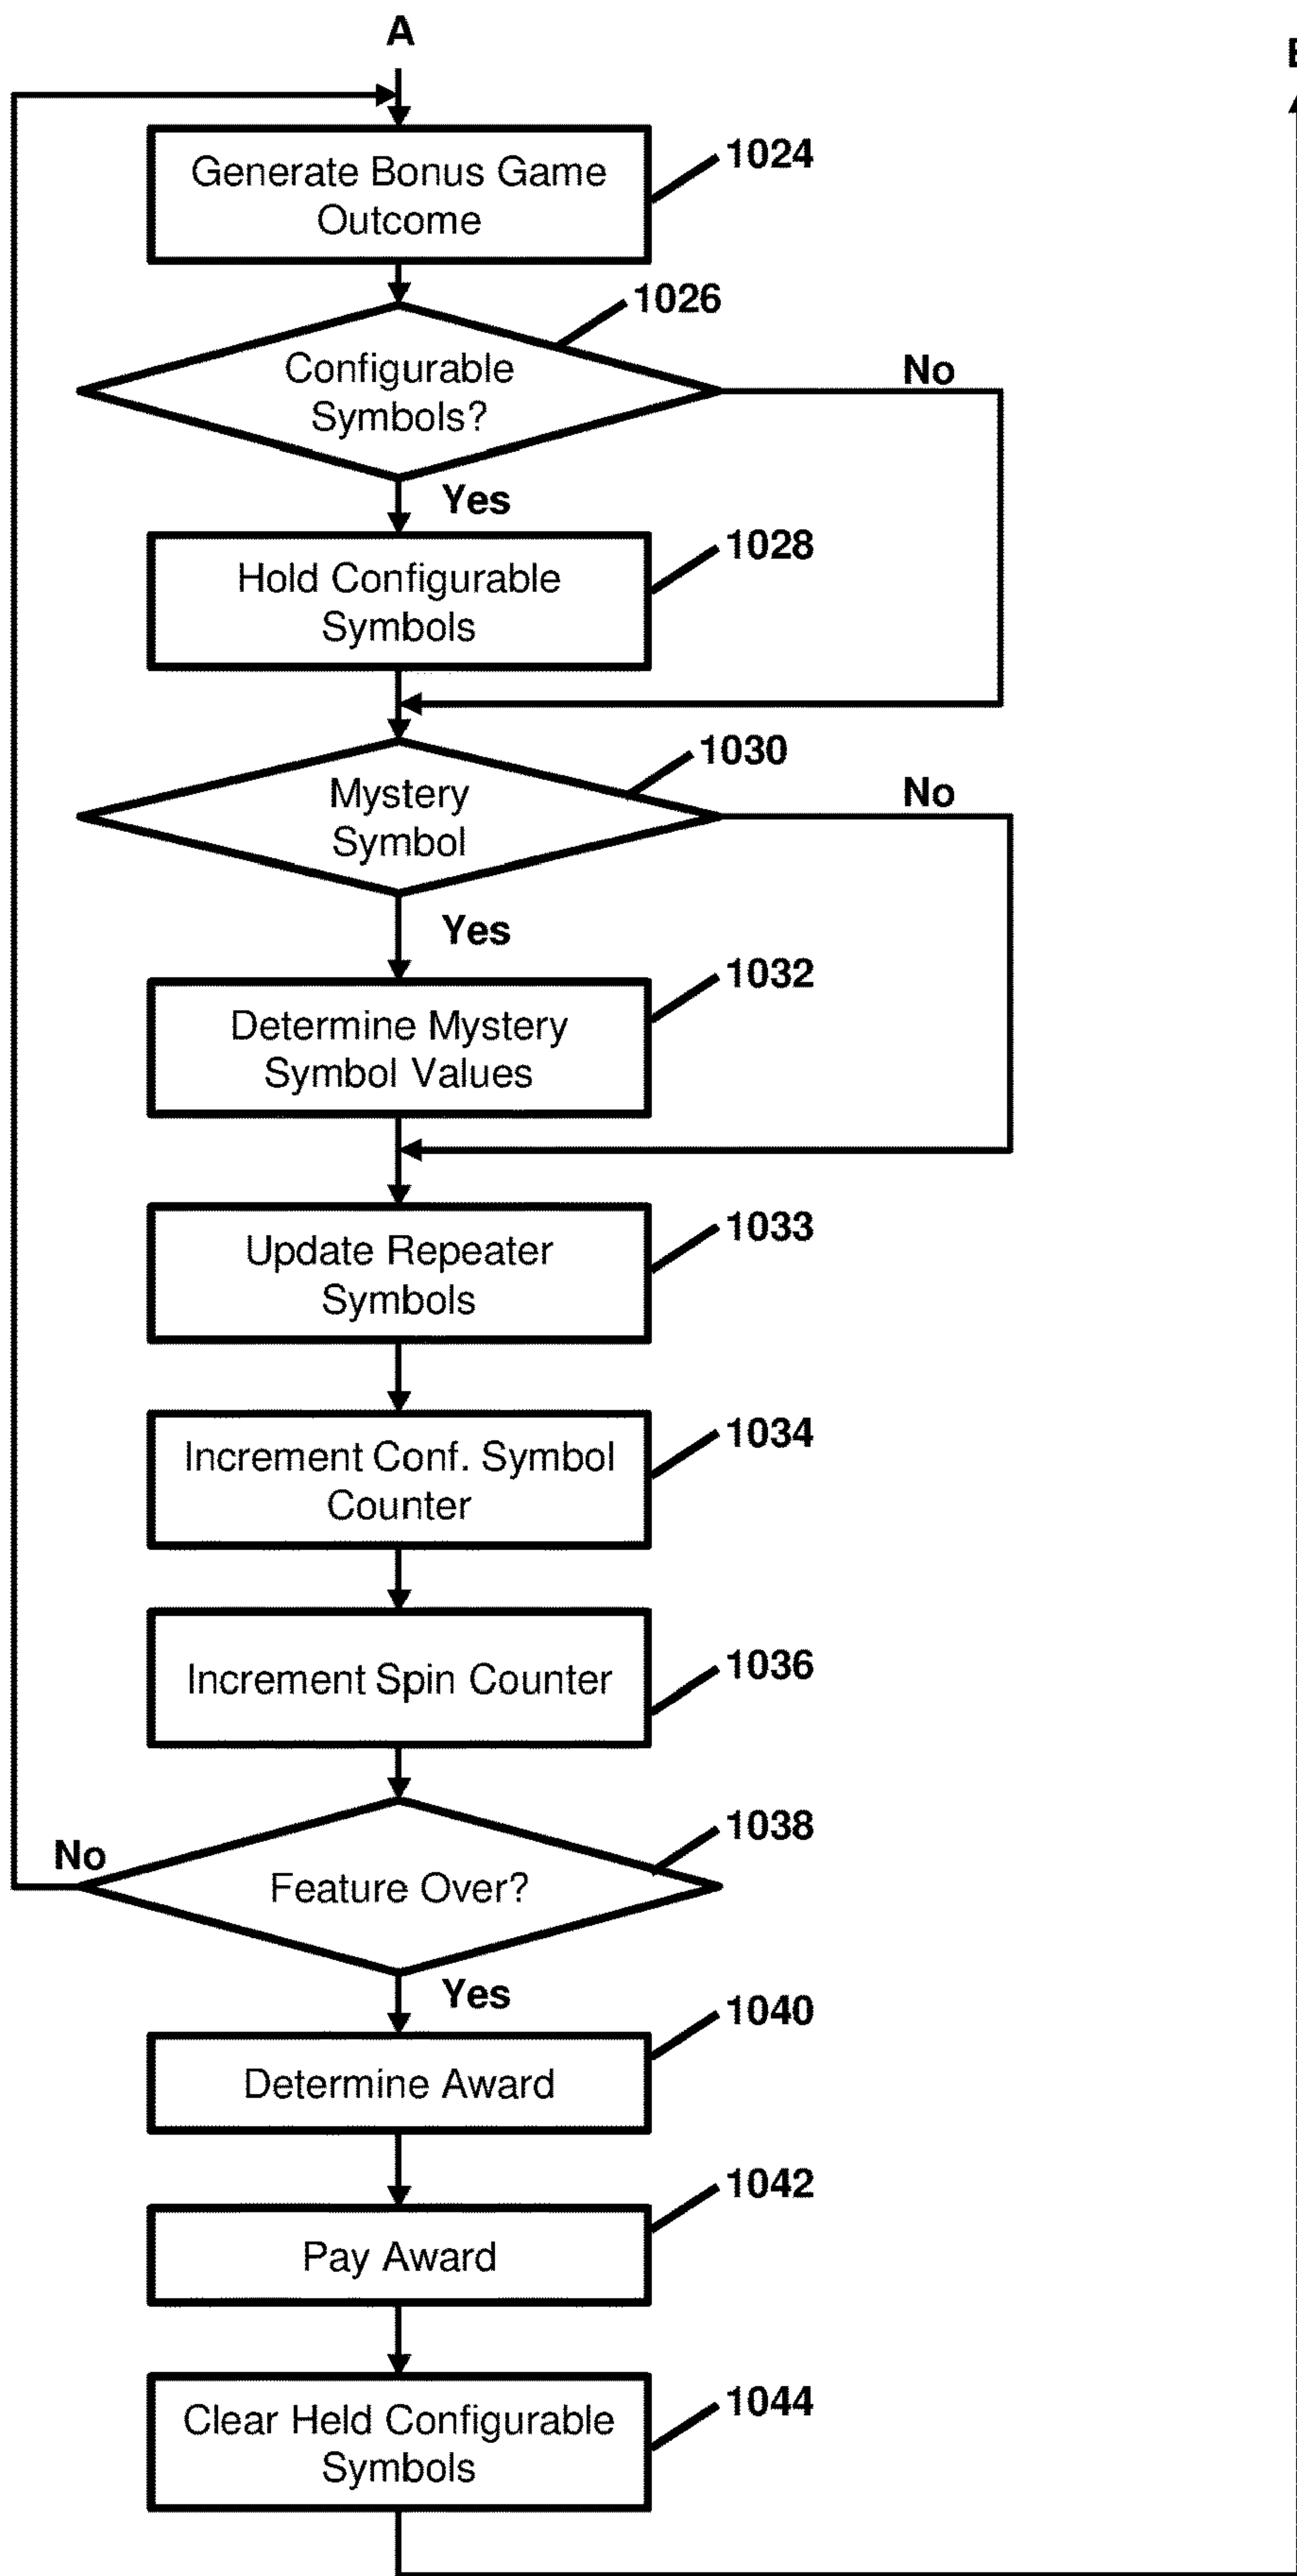 A
Generate Bonus Game
Outcome
1024
Configurable
Symbols?
1026
No
Yes
Hold Configurable
Symbols
1028
Mystery
Symbol
1030
No
Yes
Determine Mystery
Symbol Values
1032
Update Repeater
Symbols
1033
Increment Conf. Symbol
Counter
1034
Increment Spin Counter
1036
Feature Over?
1038
No
Yes
Determine Award
1040
Pay Award
1042
Clear Held Configurable
Symbols
1044